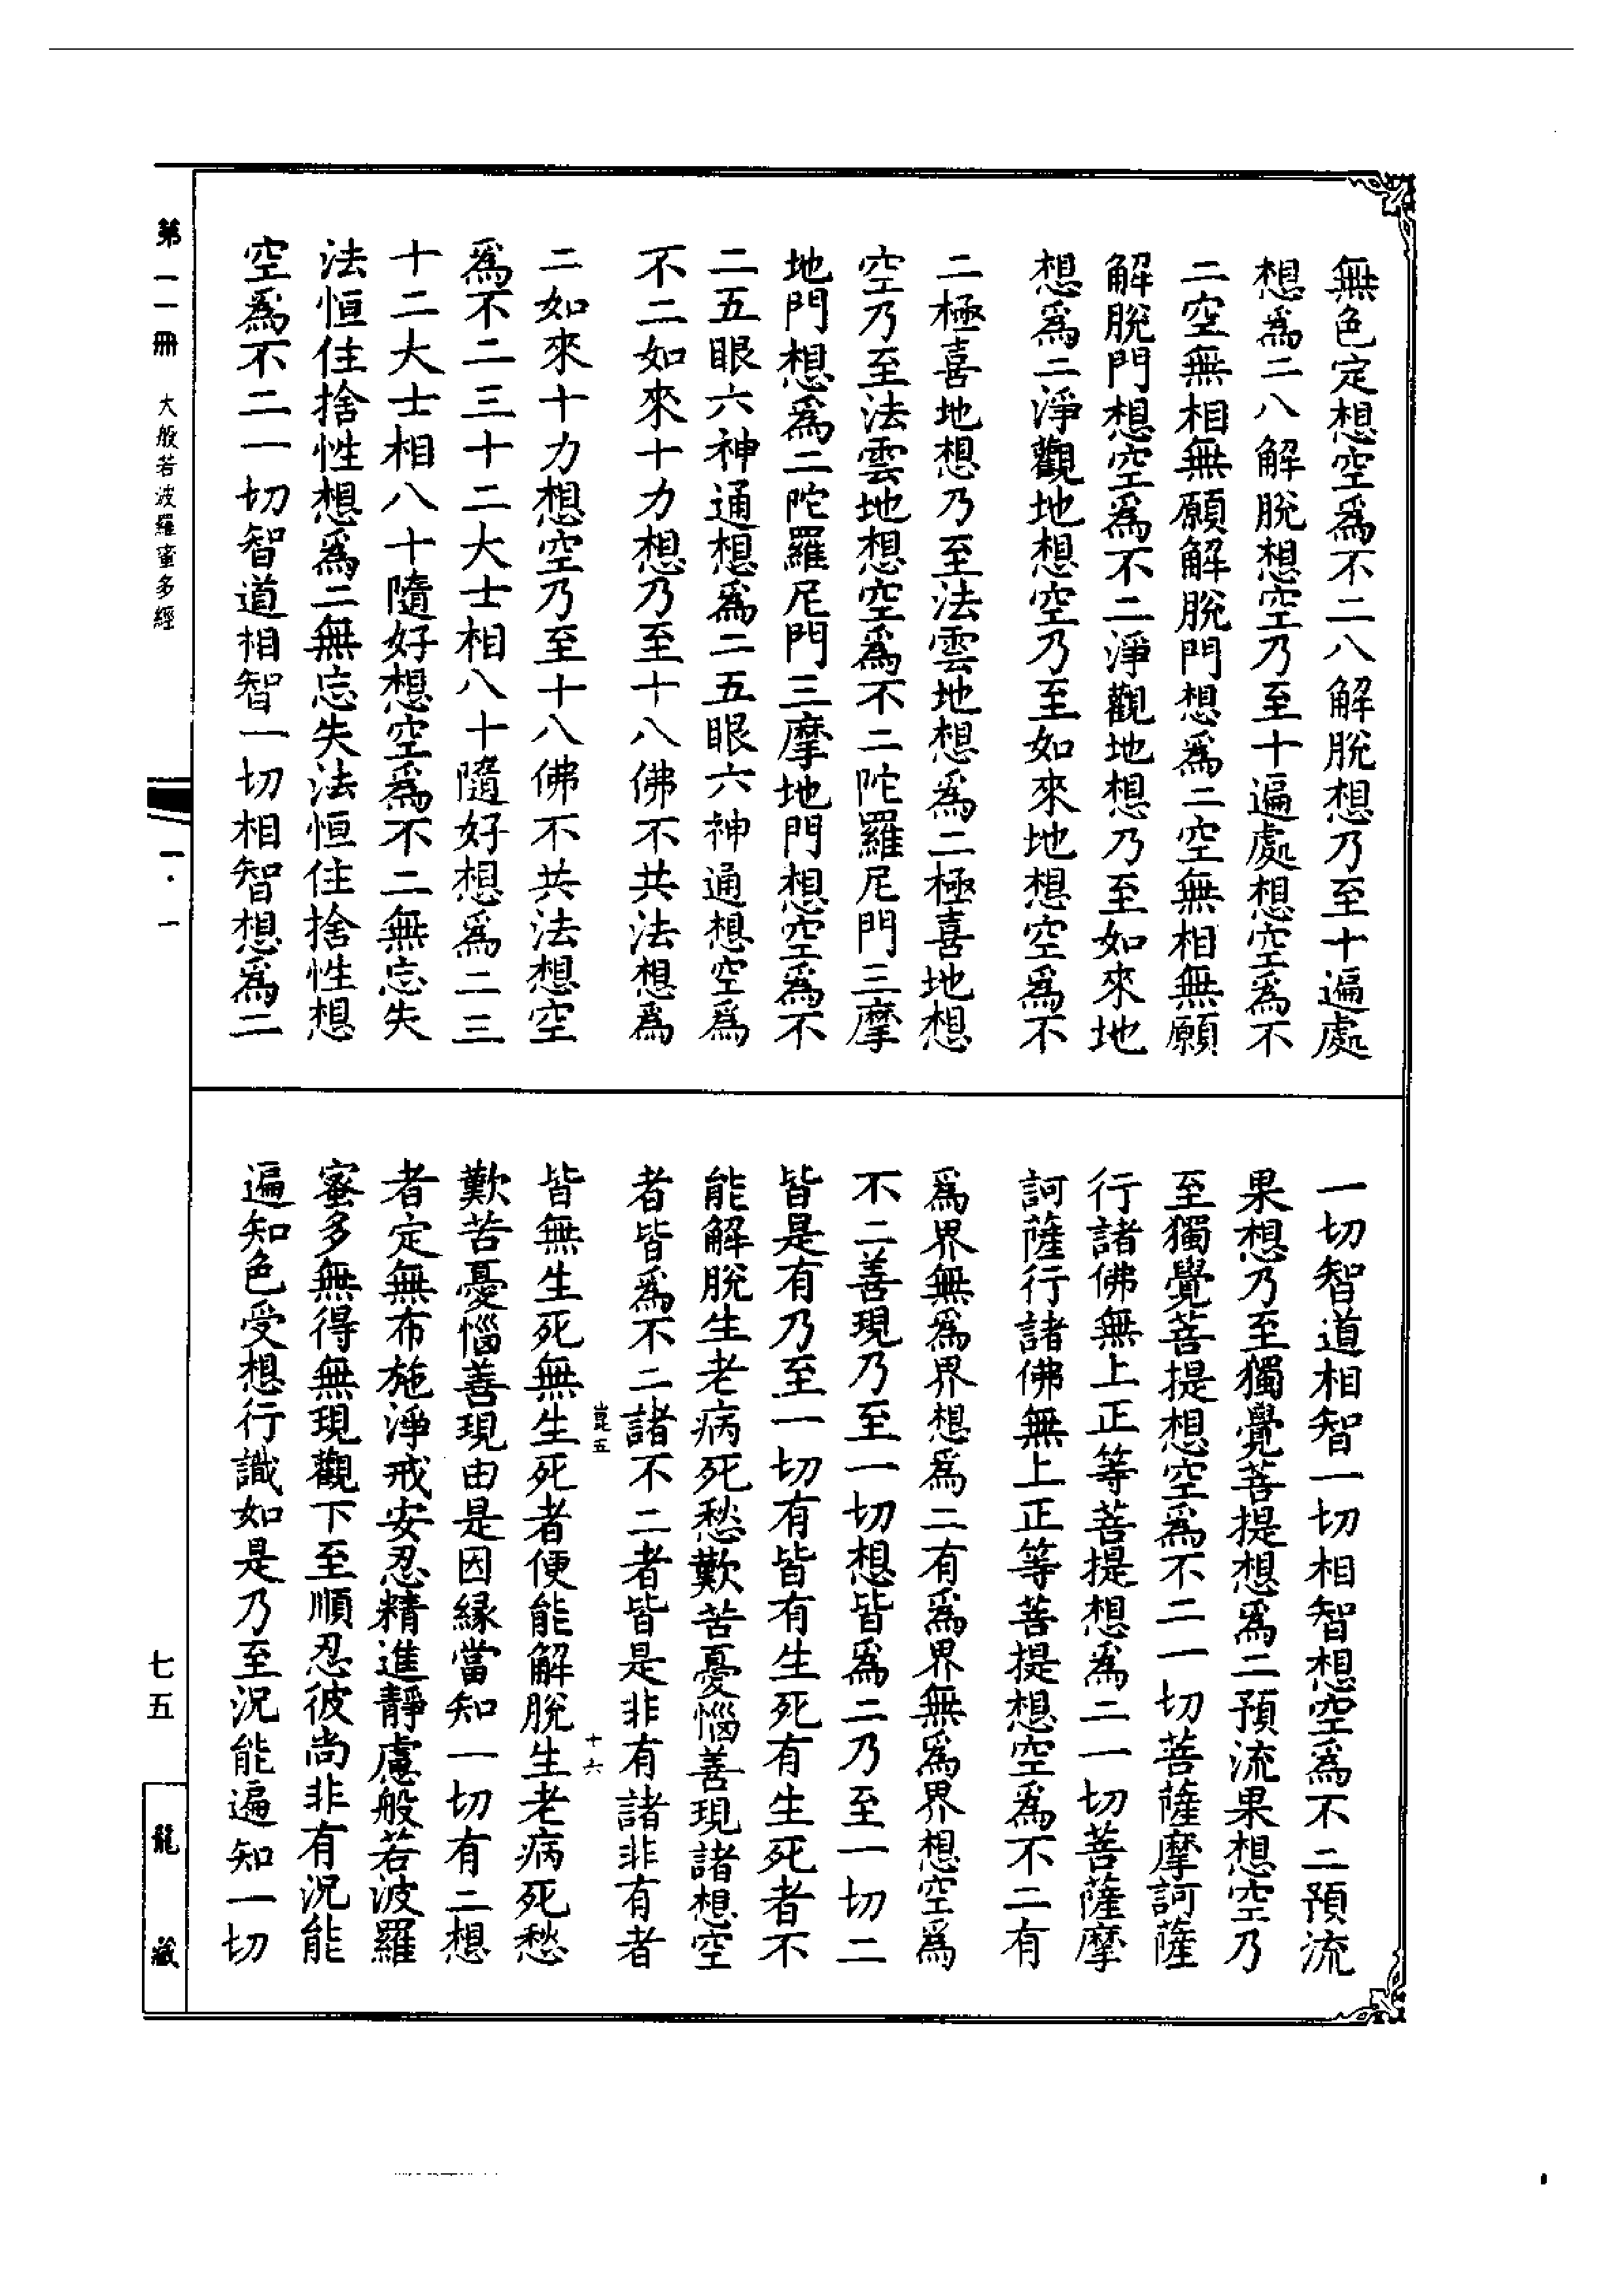 無色定想空爲不二八解脫想乃至十遍處
想爲二八解脫想空乃至十遍處想空爲不
二空無相無願解脫門想爲二空無相無願
解脫門想空爲不二淨觀地想乃至如來地
想爲二淨觀地想空乃至如來地想空爲不
二極喜地想乃至法雲地想爲二極喜地想
空乃至法雲地想空爲不二陀羅尼門三摩
地門想爲二陀羅尼門三摩地門想空爲不
二五眼六神通想爲二五眼六神通想空爲
不二如來十力想乃至十八佛不共法想爲
二如來十力想空乃至十八佛不共法想空
爲不二三十二大士相八十隨好想爲二三
十二大士相八十隨好想空爲不二無忘失
法恒住捨性想爲二無忘失法恒住捨性想
空爲不二一切智道相智一切相智想爲二
一切智道相智一切相智想空爲不二預流
果想乃至獨覺菩提想爲二預流果想空乃
至獨覺菩提想空爲不二一切菩薩摩訶薩
行諸佛無上正等菩提想爲二一切菩薩摩
訶薩行諸佛無上正等菩提想空爲不二有
爲界無爲界想爲二有爲界無爲界想空爲
不二善現乃至一切想皆爲二乃至一切二
皆是有乃至一切有皆有生死有生死者不
能解脫生老病死愁歎苦憂惱善現諸想空
者皆爲不二諸不二者皆是非有諸非有者
崑五
十六
皆無生死無生死者便能解脫生老病死愁
歎苦憂惱善現由是因緣當知一切有二想
者定無布施淨戒安忍精進靜慮般若波羅
蜜多無得無現觀下至順忍彼尚非有況能
遍知色受想行識如是乃至況能遍知一切
第一一冊
大般若波羅蜜多經
一·一
七五
龍藏